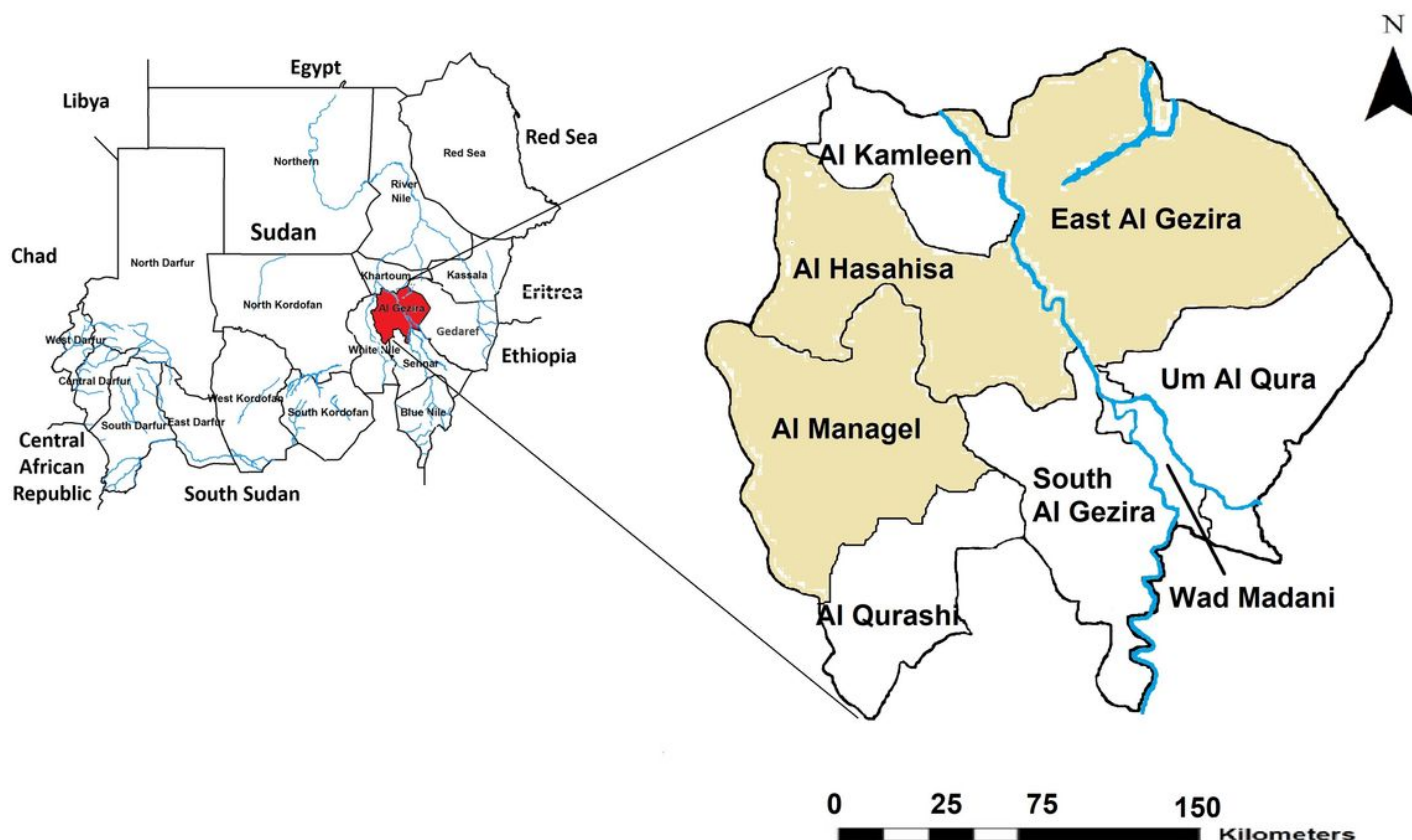 N
Egypt
Libya
Red Sea
Red Sea
Northern
River
Nile
Sudan
Chad
North Darfur
Khartoum
Kassala
North Kordofan
Al Gezira
Eritrea
Gedaref
West Darfur
White Nile
Ethiopia
Sennar
Central Darfur
West Kordofan
South Kordofan
Blue Nile
South Darfur
East Darfur
Central
African
Republic
South Sudan
Al Kamleen
East Al Gezira
Al Hasahisa
Um Al Qura
Al Managel
South
Al Gezira
Wad Madani
Al Qurashi
0 25 75 150
Kilometers